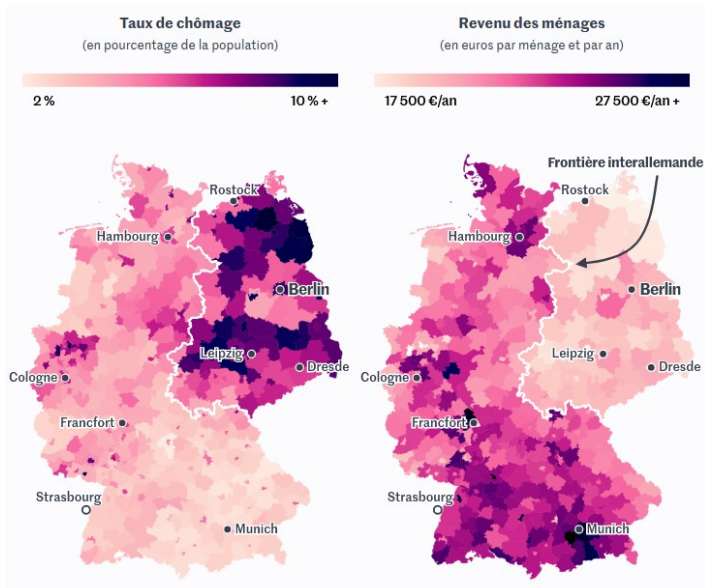 Taux de chômage
(en pourcentage de la population)
2 %
10 % +
Revenu des ménages
(en euros par ménage et par an)
17 500 €/an
27 500 €/an +
Rostock
Hambourg
Berlin
Leipzig
Dresde
Cologne
Francfort
Strasbourg
Munich
Frontière interallemande
Rostock
Hambourg
Berlin
Leipzig
Dresde
Cologne
Francfort
Strasbourg
Munich